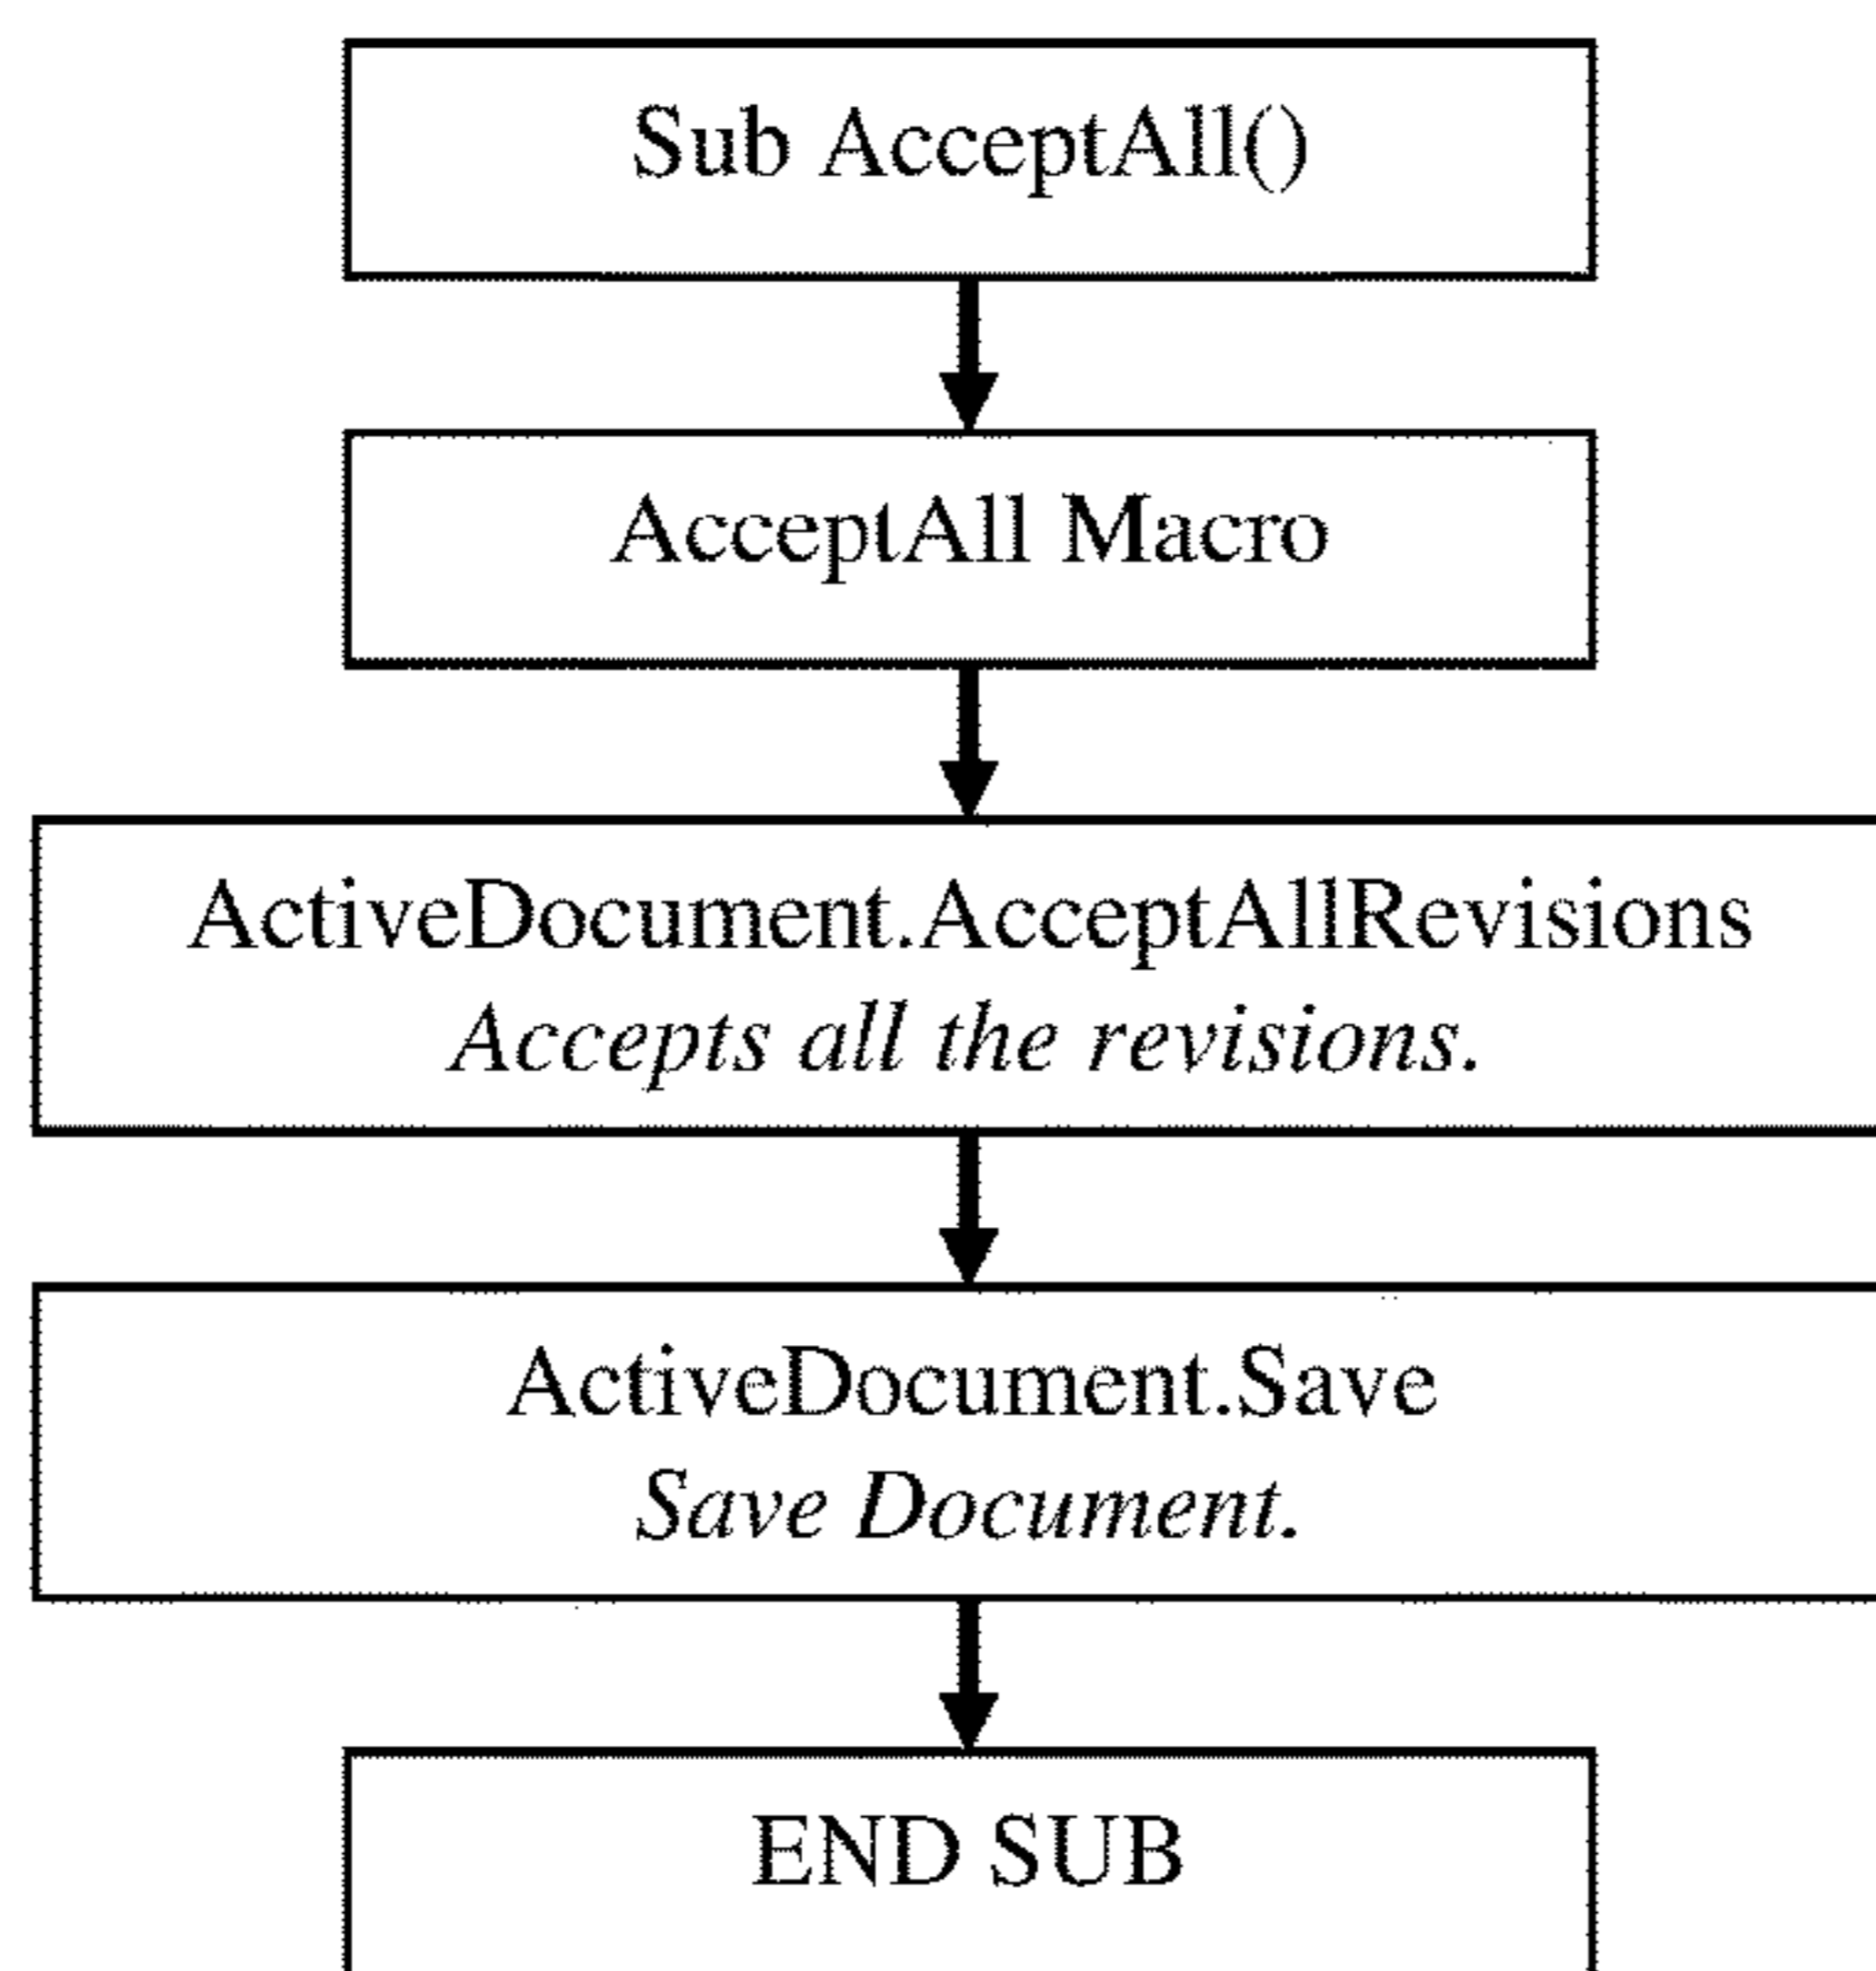 Sub AcceptAll()
AcceptAll Macro
ActiveDocument.AcceptAllRevisions
Accepts all the revisions.
ActiveDocument.Save
Save Document.
END SUB